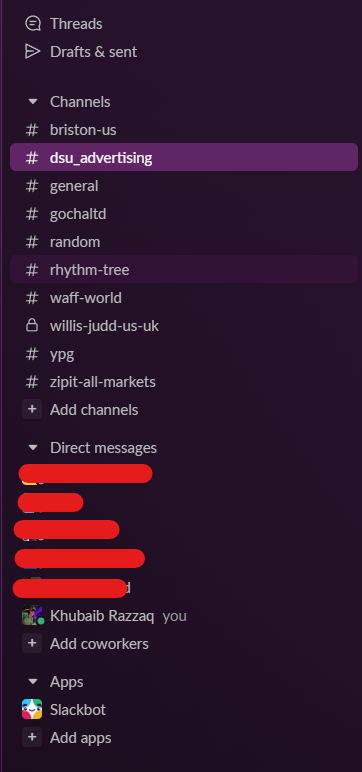 Threads
Drafts & sent
Channels
# briston-us
# dsu_advertising
# general
# gochaltd
# random
# rhythm-tree
# waff-world
willis-judd-us-uk
# ypg
# zipit-all-markets
+ Add channels
Direct messages
d
Khubaib Razzaq you
+ Add coworkers
Apps
Slackbot
+ Add apps